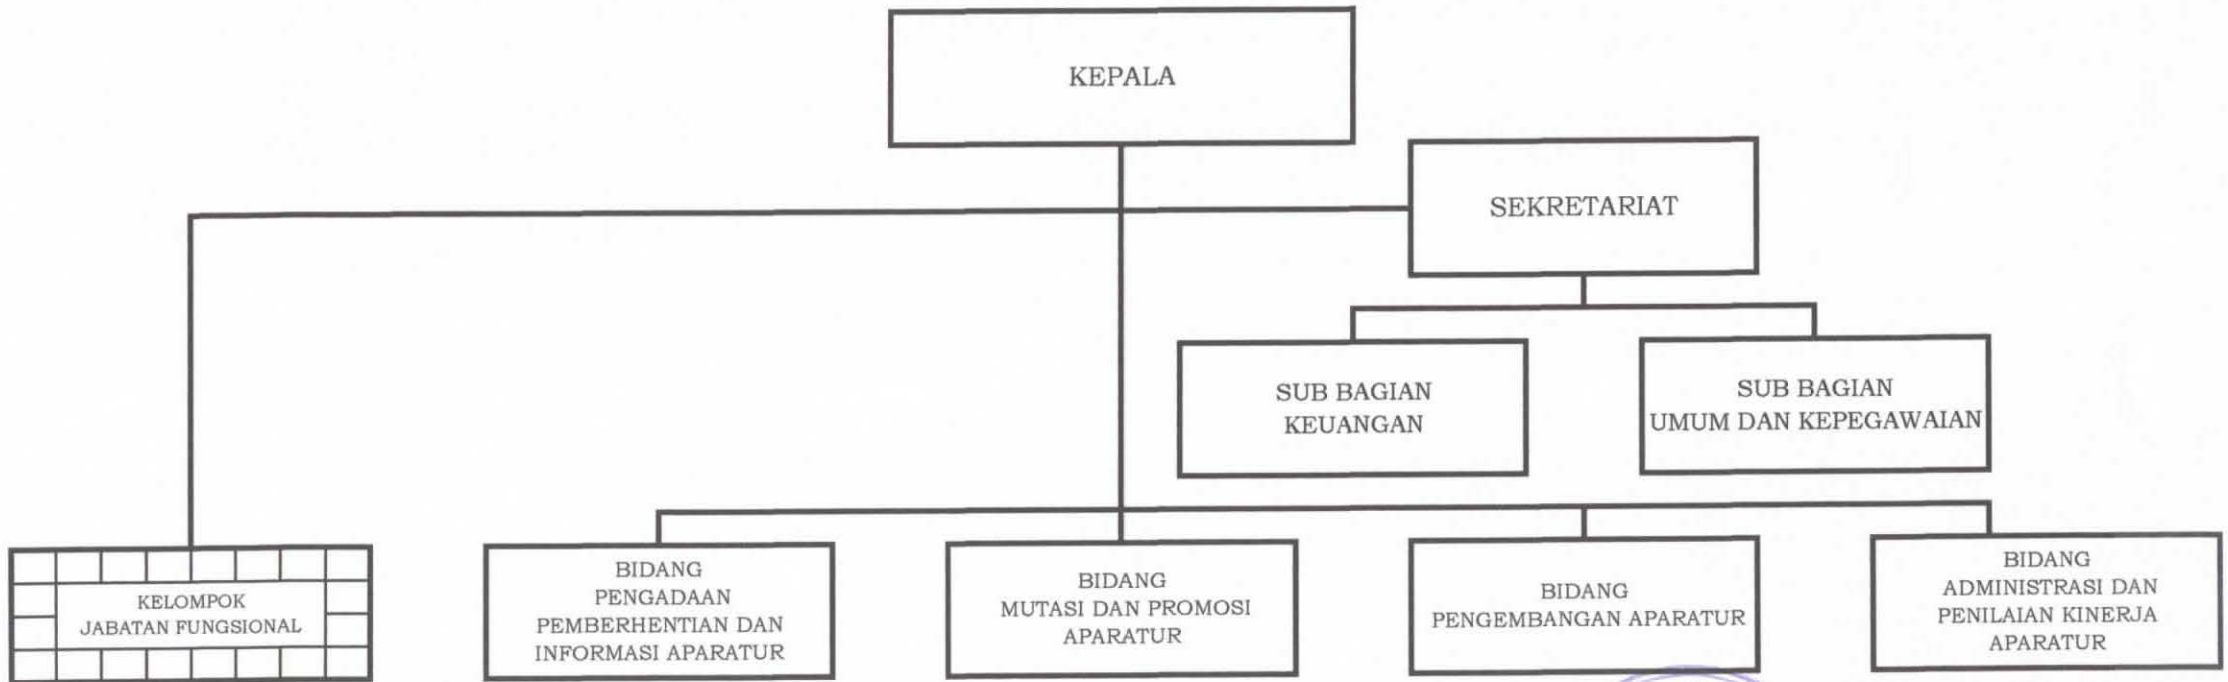 KEPALA
SEKRETARIAT
SUB BAGIAN
KEUANGAN
SUB BAGIAN
UMUM DAN KEPEGAWAIAN
KELOMPOK
JABATAN FUNGSIONAL
BIDANG
PENGADAAN
PEMBERHENTIAN DAN
INFORMASI APARATUR
BIDANG
MUTASI DAN PROMOSI
APARATUR
BIDANG
PENGEMBANGAN APARATUR
BIDANG
ADMINISTRASI DAN
PENILAIAN KINERJA
APARATUR